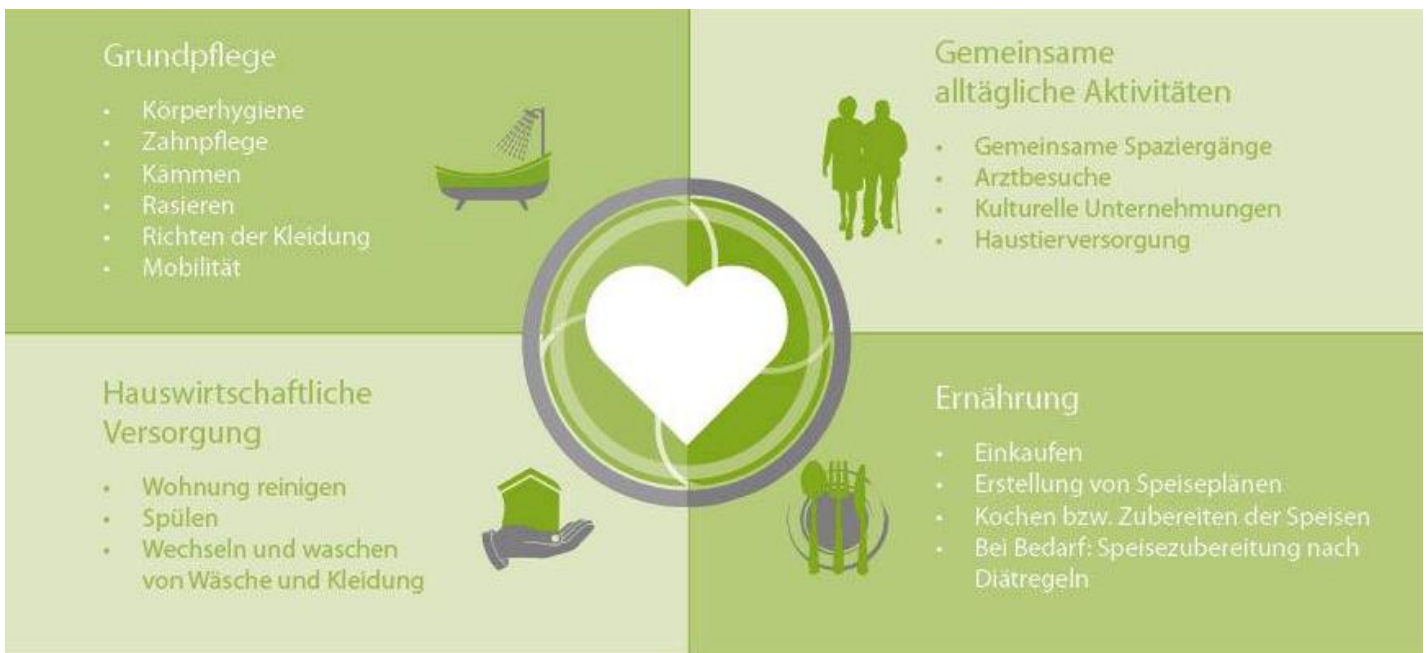 Grundpflege
• Körperhygiene
• Zahnpflege
• Kämmen
• Rasieren
• Richten der Kleidung
• Mobilität
Gemeinsame
alltägliche Aktivitäten
• Gemeinsame Spaziergänge
• Arztbesuche
• Kulturelle Unternehmungen
• Haustierversorgung
Hauswirtschaftliche
Versorgung
• Wohnung reinigen
• Spülen
• Wechseln und waschen
von Wäsche und Kleidung
Ernährung
• Einkaufen
• Erstellung von Speiseplänen
• Kochen bzw. Zubereiten der Speisen
• Bei Bedarf: Speisezubereitung nach
Diätregeln